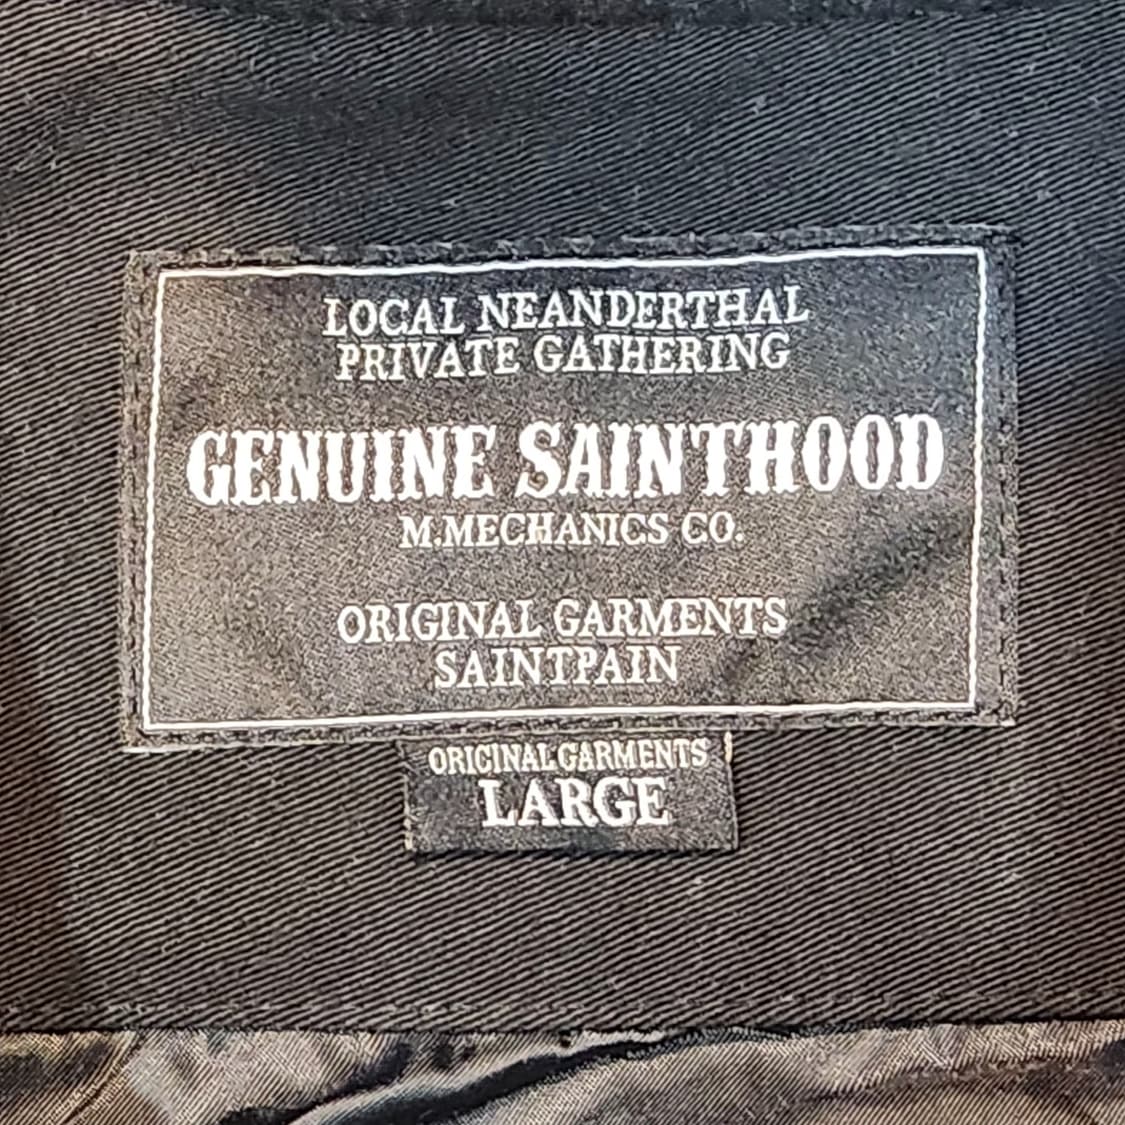 LOCAL NEANDERTHAL
PRIVATE GATHERING
GENUINE SAINTHOOD
M.MECHANICS CO.
ORIGINAL GARMENTS
SAINTPAIN
ORIGINAL GARMENTS
LARGE